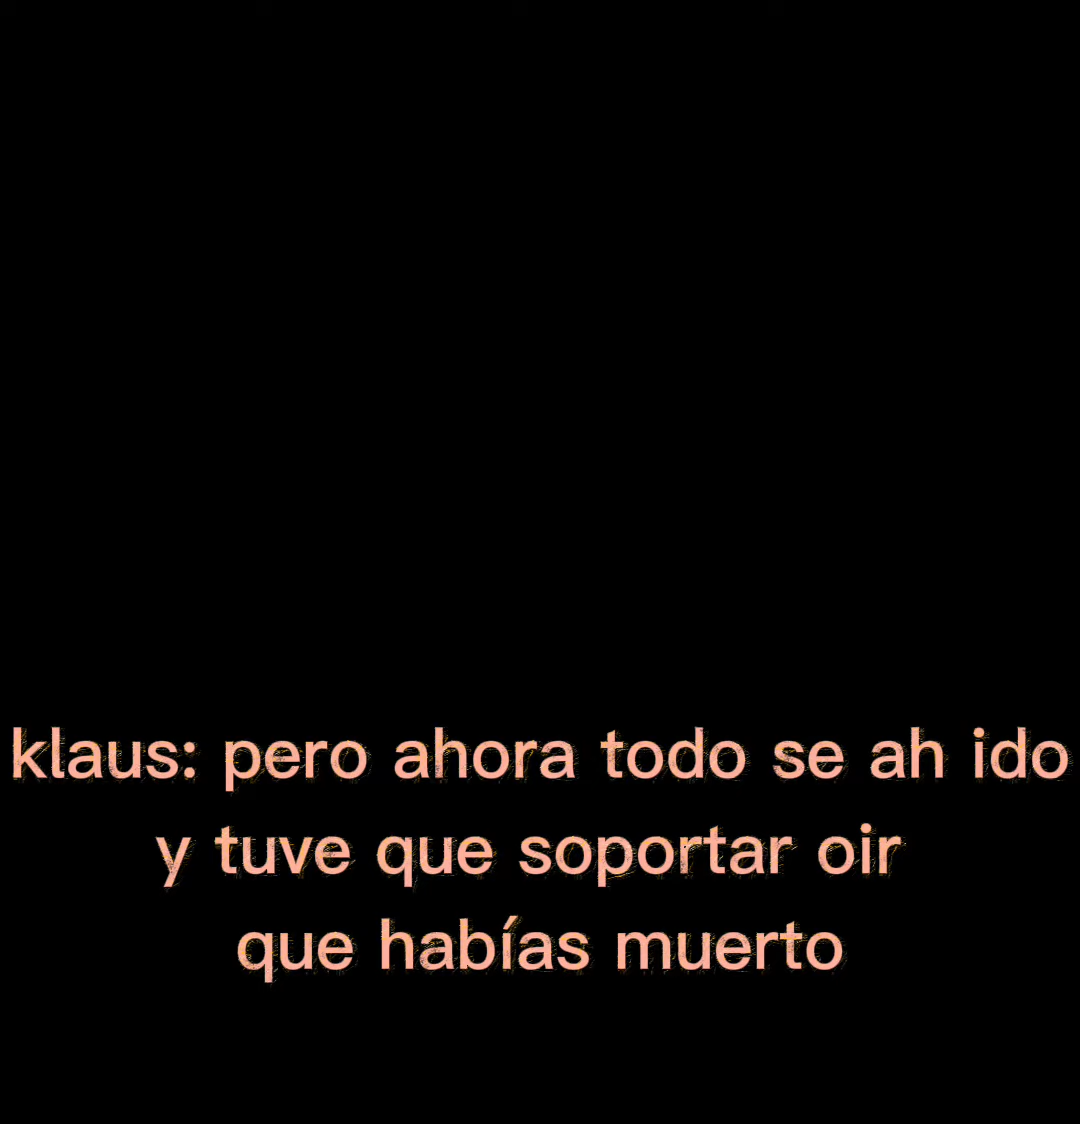 klaus: pero ahora todo se ah ido
y tuve que soportar oir
que habías muerto